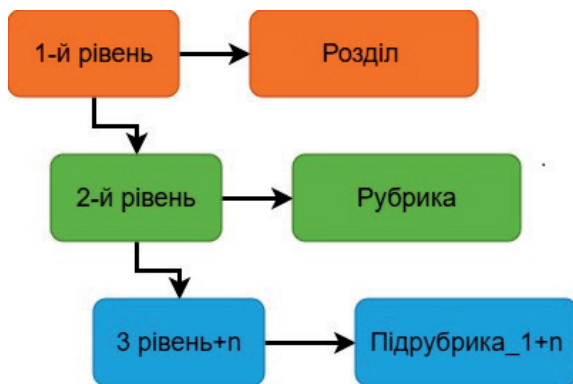 1-й рівень
Розділ
2-й рівень
Рубрика
3 рівень+n
Підрубрика_1+n